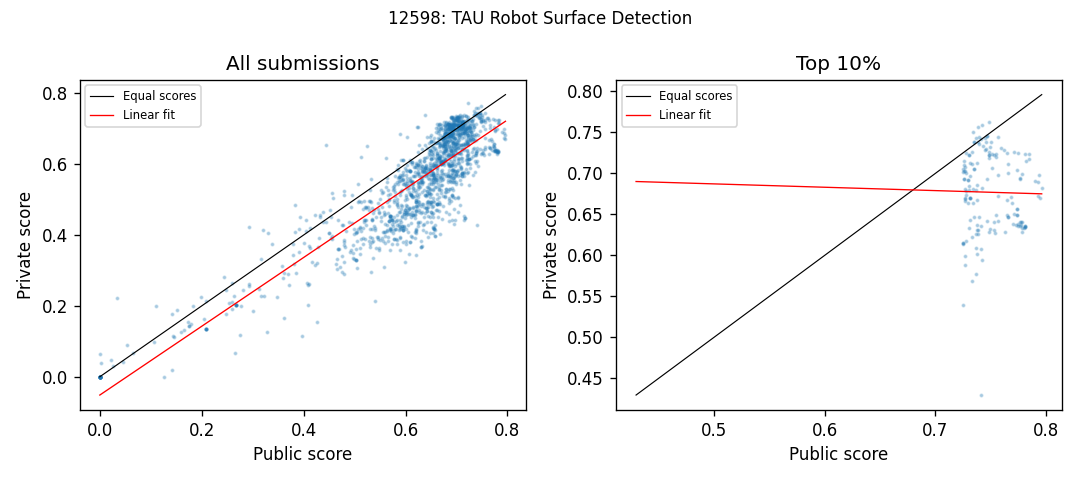 12598: TAU Robot Surface Detection
All submissions
Equal scores
Linear fit
0.8
0.6
0.4
0.2
0.0
Private score
0.0 0.2 0.4 0.6 0.8
Public score
Top 10%
Equal scores
Linear fit
0.80
0.75
0.70
0.65
0.60
0.55
0.50
0.45
Private score
0.5 0.6 0.7 0.8
Public score